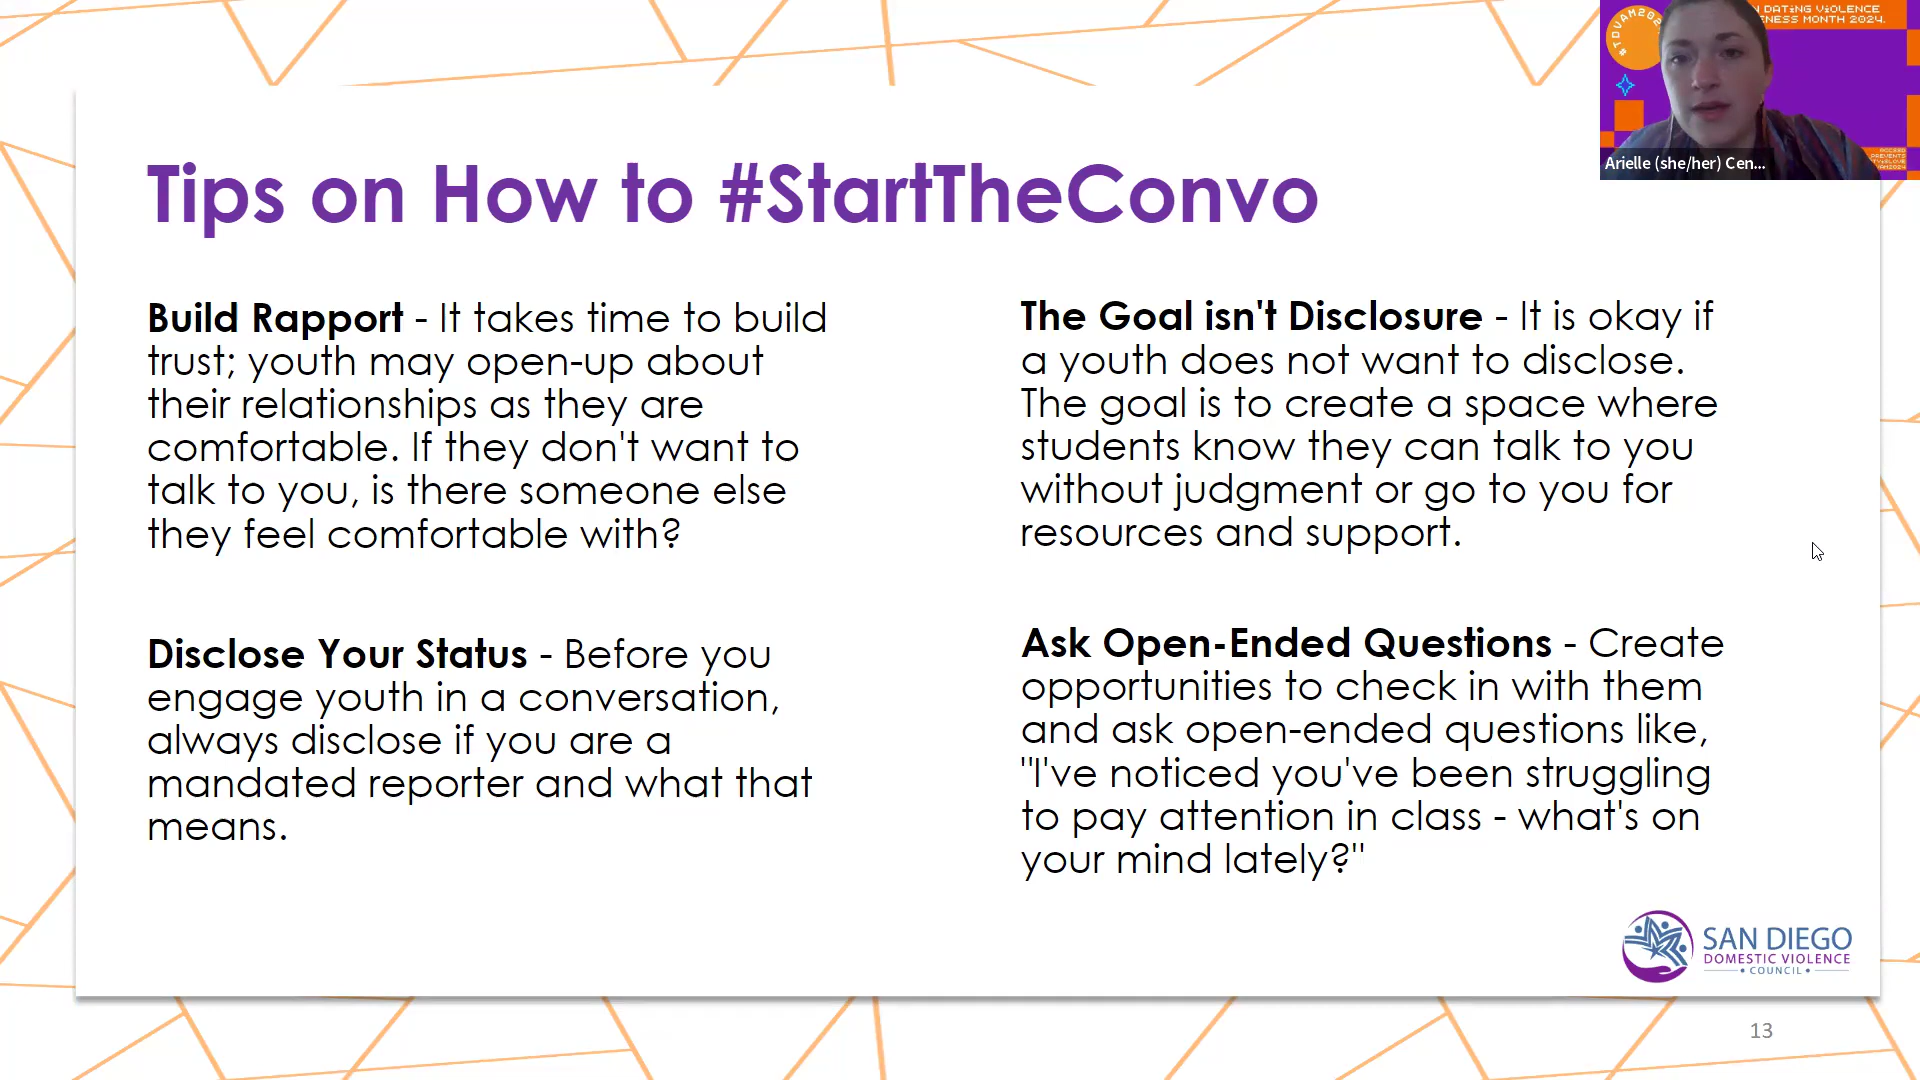 Tips on How to #StartTheConvo
Build Rapport - It takes time to build
trust; youth may open-up about
their relationships as they are
comfortable. If they don't want to
talk to you, is there someone else
they feel comfortable with?
Disclose Your Status - Before you
engage youth in a conversation,
always disclose if you are a
mandated reporter and what that
means.
The Goal isn't Disclosure - It is okay if
a youth does not want to disclose.
The goal is to create a space where
students know they can talk to you
without judgment or go to you for
resources and support.
Ask Open-Ended Questions - Create
opportunities to check in with them
and ask open-ended questions like,
"I've noticed you've been struggling
to pay attention in class - what's on
your mind lately?"
SAN DIEGO
DOMESTIC VIOLENCE
• COUNCIL •
13
DATING VIOLENCE
MONTH 2024.
Arielle (she/her) Cen...